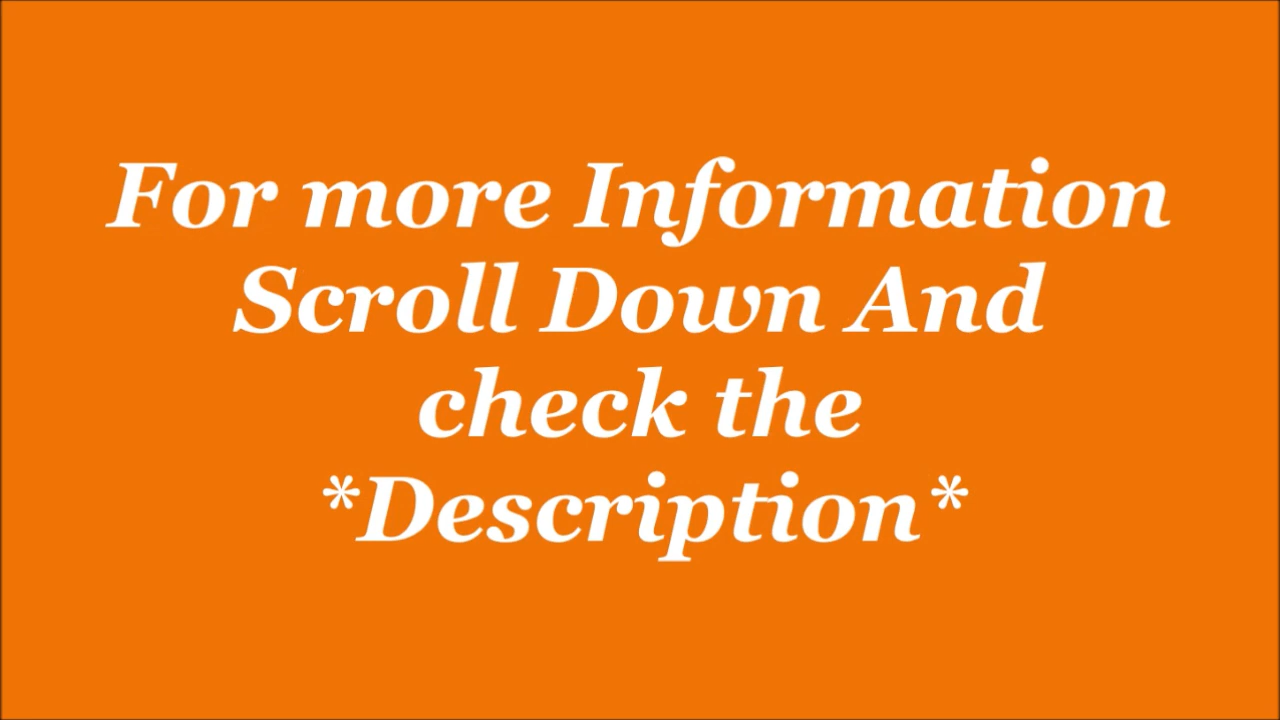 For more Information
Scroll Down And
check the
*Description*